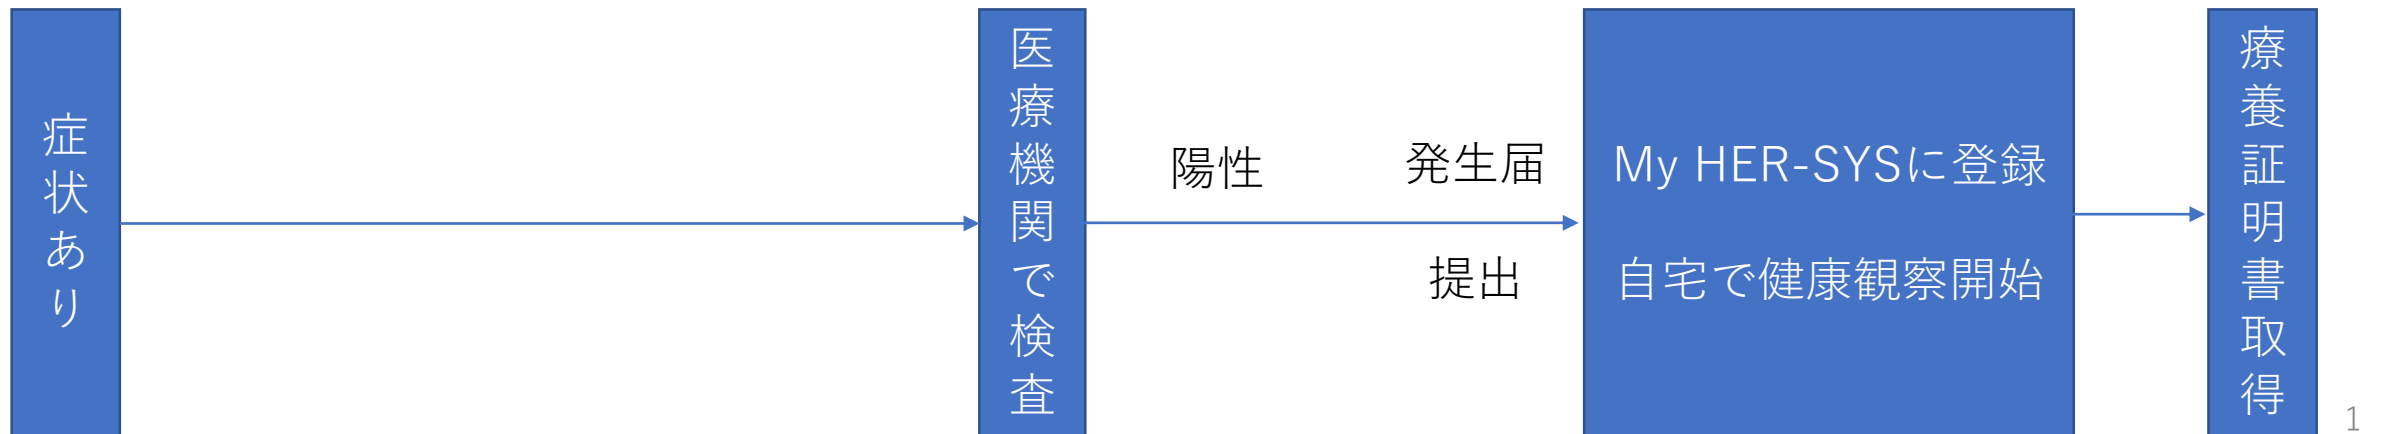 症状あり
医療機関で検査
陽性
発生届
提出
My HER-SYSに登録
自宅で健康観察開始
療養証明書取得
1